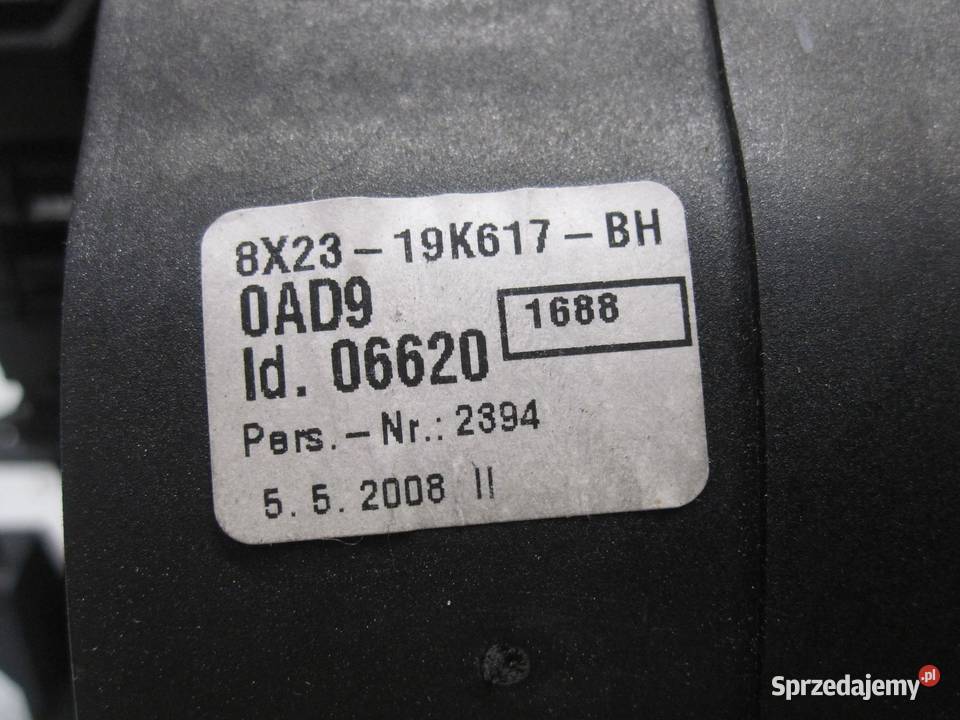 8X23-19K617-BH
0AD9
1688
Id. 06620
Pers.-Nr.: 2394
5.5.2008 II
Sprzedajemy.pl